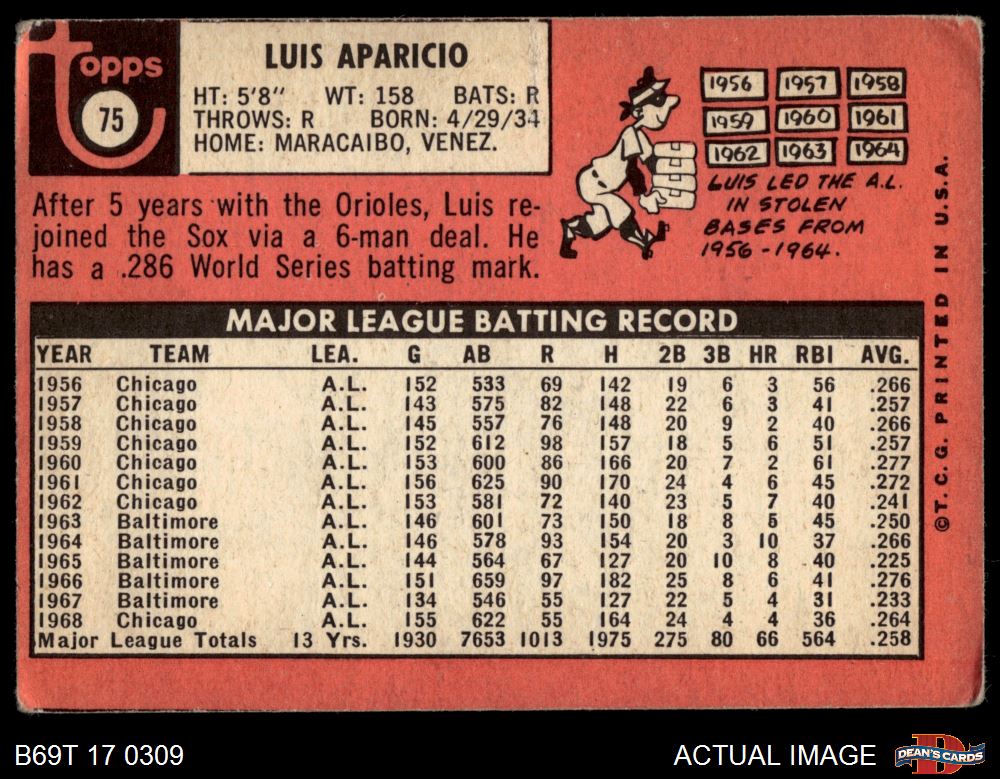 topps
75
LUIS APARICIO
HT: 5'8" WT: 158 BATS: R
THROWS: R BORN: 4/29/34
HOME: MARACAIBO, VENEZ.
After 5 years with the Orioles, Luis re-
joined the Sox via a 6-man deal. He
has a .286 World Series batting mark.
1956 1957 1958
1959 1960 1961
1962 1963 1964
LUIS LED THE A.L.
IN STOLEN
BASES FROM
1956-1964.
MAJOR LEAGUE BATTING RECORD
YEAR TEAM LEA. G AB R H 2B 3B HR RBI AVG.
1956 Chicago A.L. 152 533 69 142 19 6 3 56 .266
1957 Chicago A.L. 143 575 82 148 22 6 3 41 .257
1958 Chicago A.L. 145 557 76 148 20 9 2 40 .266
1959 Chicago A.L. 152 612 98 157 18 5 6 51 .257
1960 Chicago A.L. 153 600 86 166 20 7 2 61 .277
1961 Chicago A.L. 156 625 90 170 24 4 6 45 .272
1962 Chicago A.L. 153 581 72 140 23 5 7 40 .241
1963 Baltimore A.L. 146 601 73 150 18 8 5 45 .250
1964 Baltimore A.L. 146 578 93 154 20 3 10 37 .266
1965 Baltimore A.L. 144 564 67 127 20 10 8 40 .225
1966 Baltimore A.L. 151 659 97 182 25 8 6 41 .276
1967 Baltimore A.L. 134 546 55 127 22 5 4 31 .233
1968 Chicago A.L. 155 622 55 164 24 4 4 36 .264
Major League Totals 13 Yrs. 1930 7653 1013 1975 275 80 66 564 .258
©T.C.G. PRINTED IN U.S.A.
B69T 17 0309
ACTUAL IMAGE
D
DEAN'S CARDS